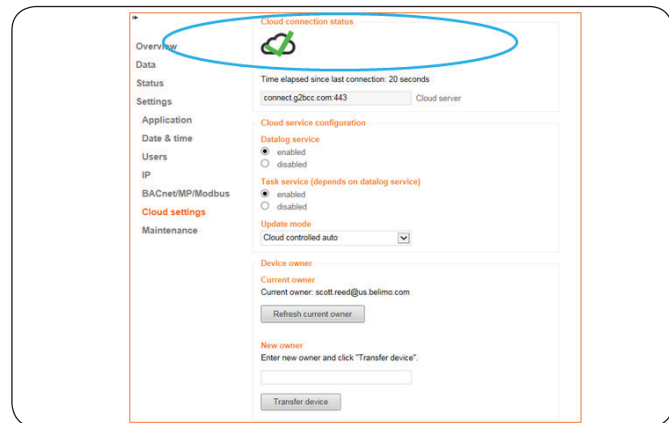 Overview
Data
Status
Settings
Application
Date & time
Users
IP
BACnet/MP/Modbus
Cloud settings
Maintenance
Cloud connection status
Time elapsed since last connection: 20 seconds
connect.g2bcc.com:443 Cloud server
Cloud service configuration
Datalog service
enabled
disabled
Task service (depends on datalog service)
enabled
disabled
Update mode
Cloud controlled auto
Device owner
Current owner
Current owner: scott.reed@us.belimo.com
Refresh current owner
New owner
Enter new owner and click "Transfer device".
Transfer device